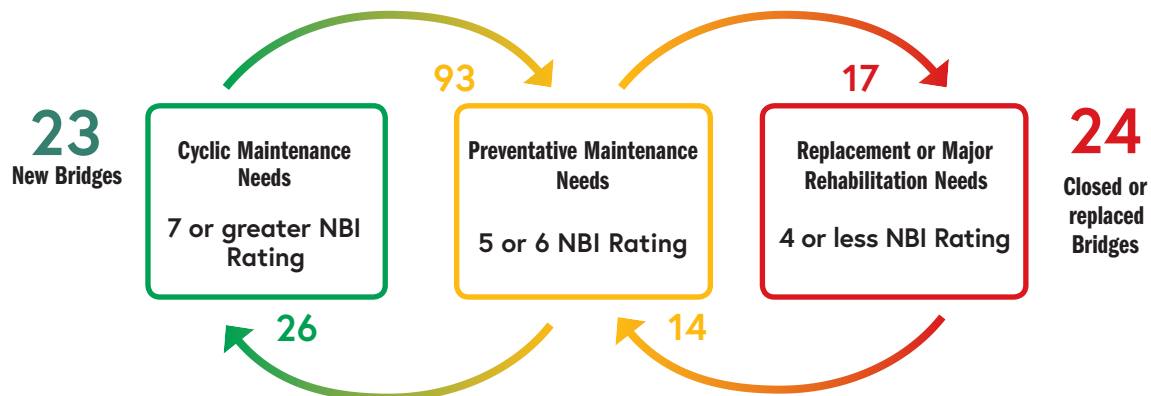 93
17
23
New Bridges
Cyclic Maintenance
Needs
7 or greater NBI
Rating
Preventative Maintenance
Needs
5 or 6 NBI Rating
Replacement or Major
Rehabilitation Needs
4 or less NBI Rating
24
Closed or
replaced
Bridges
26
14